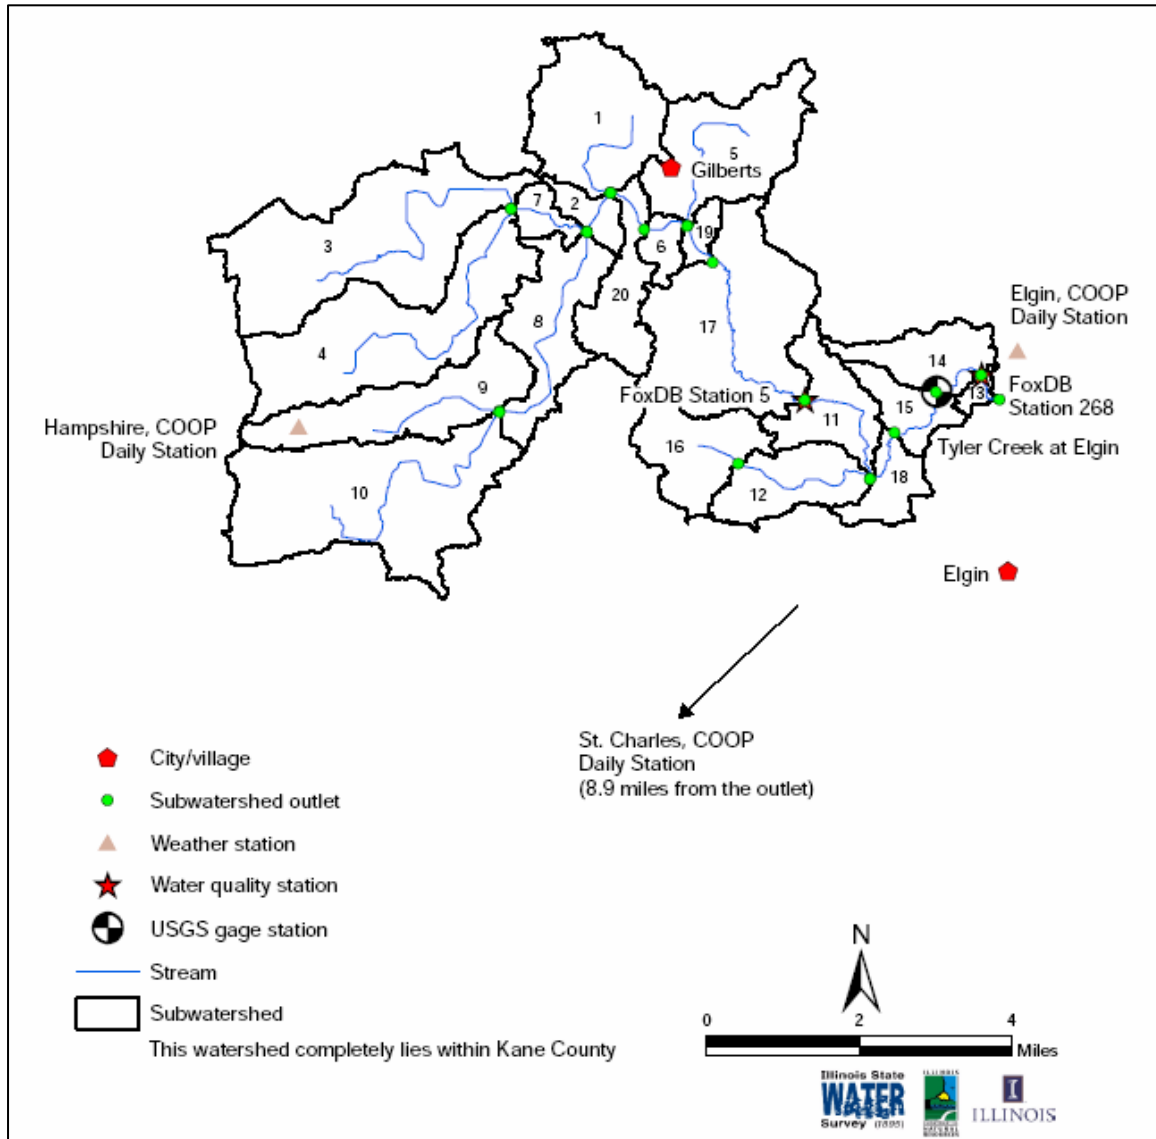 1
5
Gilberts
7
2
3
19
6
20
Elgin, COOP
Daily Station
17
8
4
14
9
FoxDB Station 5
13
FoxDB
Station 268
15
Hampshire, COOP
Daily Station
11
Tyler Creek at Elgin
16
18
10
12
Elgin
St. Charles, COOP
Daily Station
(8.9 miles from the outlet)
City/village
Subwatershed outlet
Weather station
Water quality station
USGS gage station
Stream
Subwatershed
This watershed completely lies within Kane County
N
0 2 4
Miles
Illinois State
WATER
Survey (1895)
ILLINOIS
I
ILLINOIS